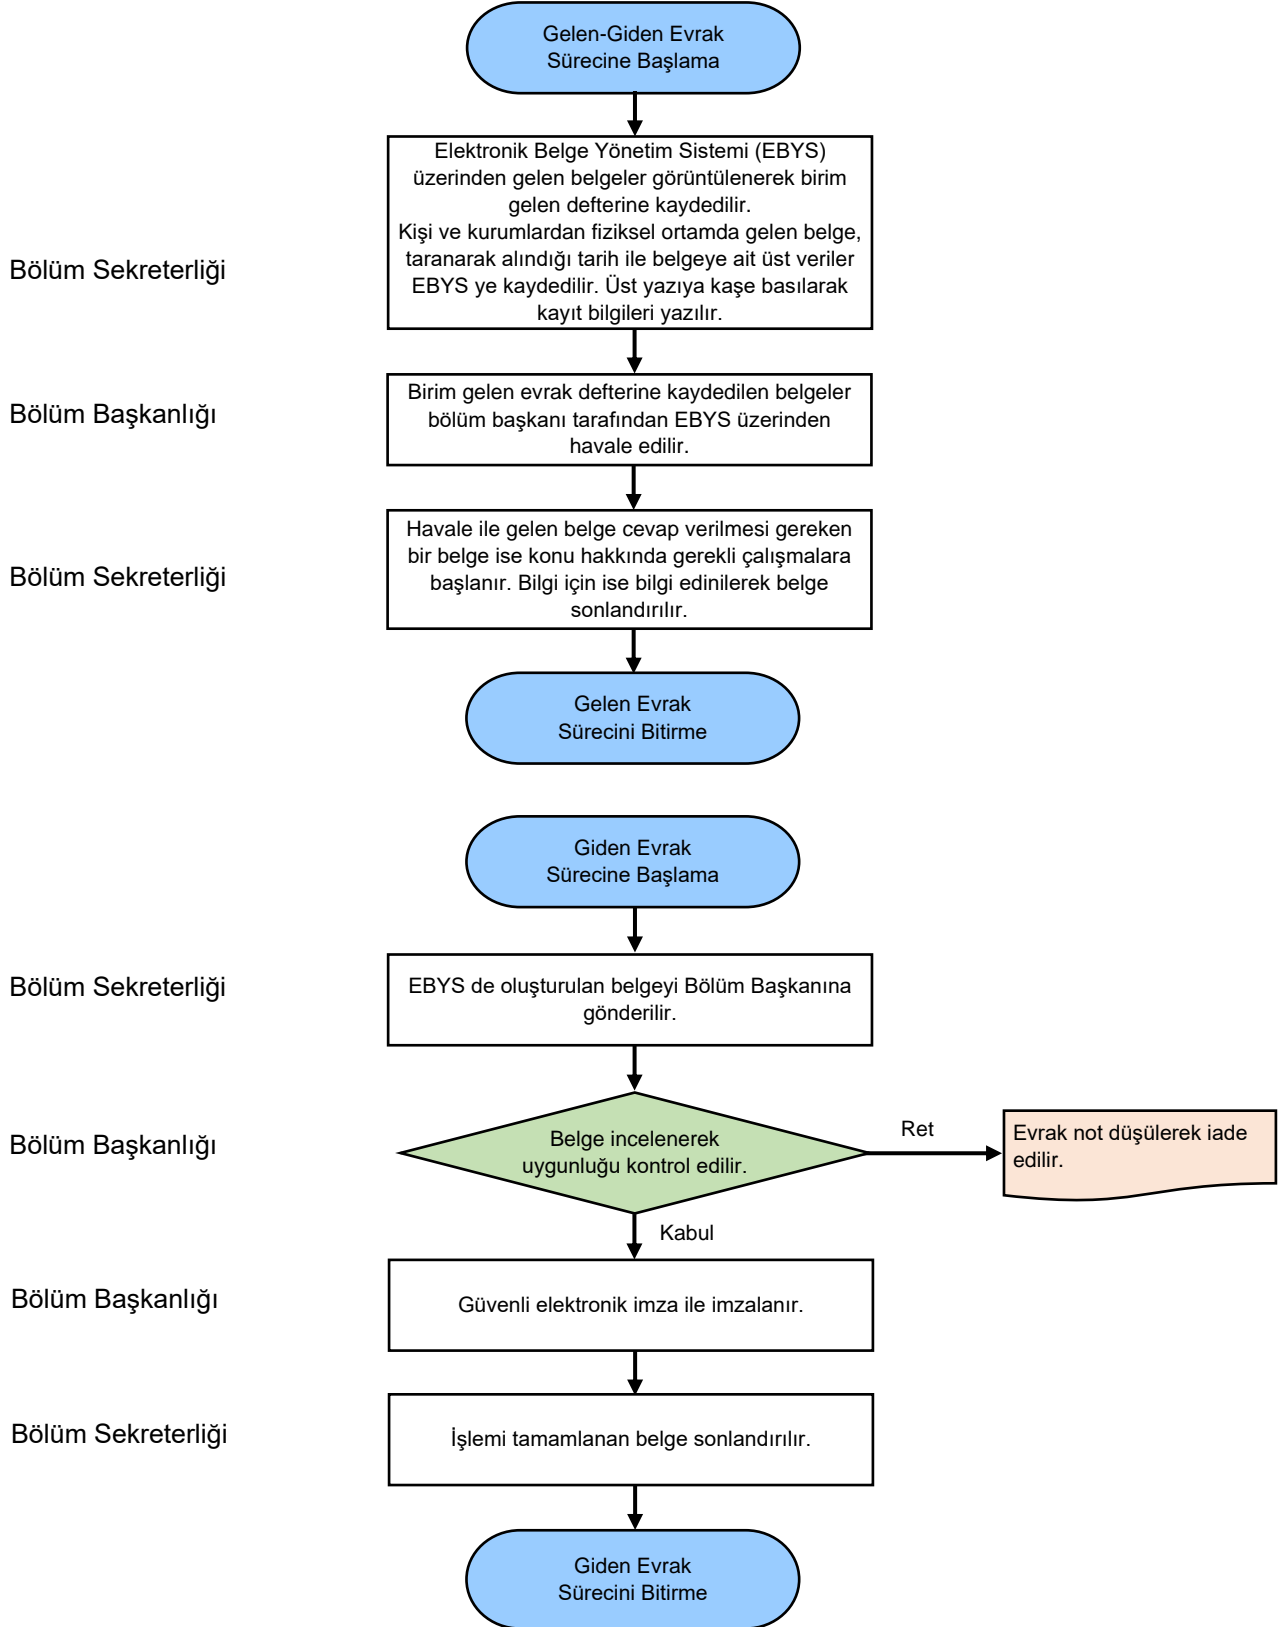 Gelen-Giden Evrak
Sürecine Başlama
Elektronik Belge Yönetim Sistemi (EBYS)
üzerinden gelen belgeler görüntülenerek birim
gelen defterine kaydedilir.
Kişi ve kurumlardan fiziksel ortamda gelen belge,
taranarak alındığı tarih ile belgeye ait üst veriler
EBYS ye kaydedilir. Üst yazıya kaşe basılarak
kayıt bilgileri yazılır.
Bölüm Sekreterliği
Bölüm Başkanlığı
Birim gelen evrak defterine kaydedilen belgeler
bölüm başkanı tarafından EBYS üzerinden
havale edilir.
Bölüm Sekreterliği
Havale ile gelen belge cevap verilmesi gereken
bir belge ise konu hakkında gerekli çalışmalara
başlanır. Bilgi için ise bilgi edinilerek belge
sonlandırılır.
Gelen Evrak
Sürecini Bitirme
Giden Evrak
Sürecine Başlama
Bölüm Sekreterliği
EBYS de oluşturulan belgeyi Bölüm Başkanına
gönderilir.
Bölüm Başkanlığı
Belge incelenerek
uygunluğu kontrol edilir.
Ret
Evrak not düşülerek iade
edilir.
Kabul
Bölüm Başkanlığı
Güvenli elektronik imza ile imzalanır.
Bölüm Sekreterliği
İşlemi tamamlanan belge sonlandırılır.
Giden Evrak
Sürecini Bitirme